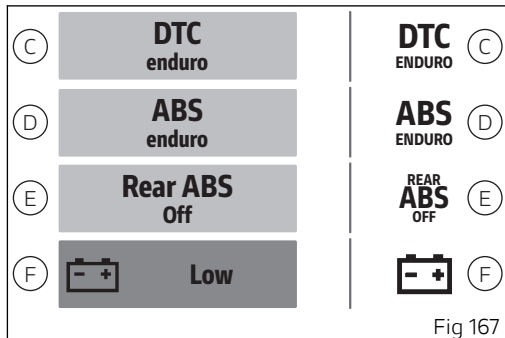 C DTC DTC C
enduro ENDURO
D ABS ABS D
enduro ENDURO
E Rear ABS REAR E
Off ABS
OFF
F - + Low - + F
Fig 167